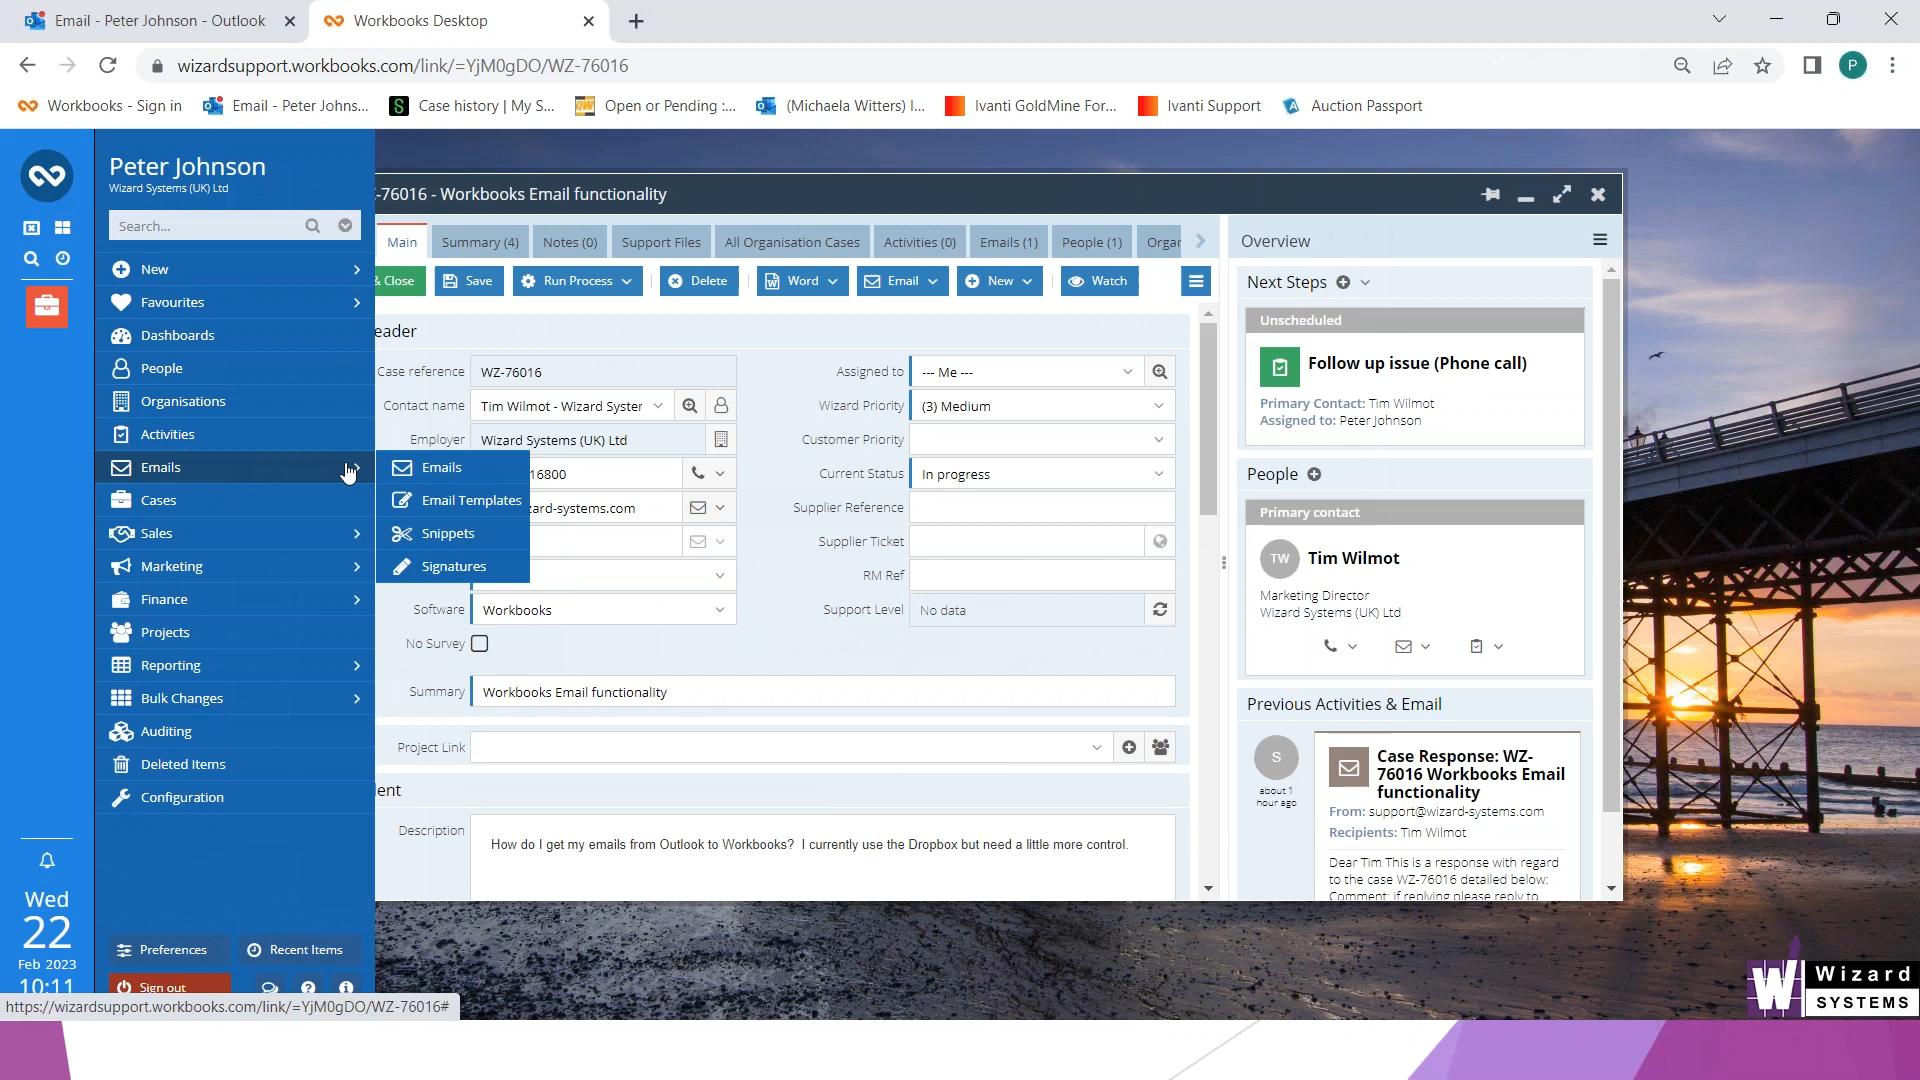 Email - Peter Johnson - Outlook
Workbooks Desktop
wizardsupport.workbooks.com/link/=YjM0gDO/WZ-76016
P
Workbooks - Sign in
Email - Peter Johns...
Case history | My S...
Open or Pending :...
(Michaela Witters) I...
Ivanti GoldMine For...
Ivanti Support
Auction Passport
Peter Johnson
Wizard Systems (UK) Ltd
Search...
New
Favourites
Dashboards
People
Organisations
Activities
Emails
Cases
Sales
Marketing
Finance
Projects
Reporting
Bulk Changes
Auditing
Deleted Items
Configuration
Preferences
Recent Items
Sign out
Wed
22
Feb 2023
10:11
https://wizardsupport.workbooks.com/link/=YjM0gDO/WZ-76016#
Emails
Email Templates
Snippets
Signatures
-76016 - Workbooks Email functionality
Main
Summary (4)
Notes (0)
Support Files
All Organisation Cases
Activities (0)
Emails (1)
People (1)
Organ
& Close
Save
Run Process
Delete
Word
Email
New
Watch
eader
Case reference WZ-76016
Contact name Tim Wilmot - Wizard Syster
Employer Wizard Systems (UK) Ltd
16800
zard-systems.com
Software Workbooks
No Survey
Summary Workbooks Email functionality
Assigned to --- Me ---
Wizard Priority (3) Medium
Customer Priority
Current Status In progress
Supplier Reference
Supplier Ticket
RM Ref
Support Level No data
Project Link
ent
Description How do I get my emails from Outlook to Workbooks? I currently use the Dropbox but need a little more control.
Overview
Next Steps
Unscheduled
Follow up issue (Phone call)
Primary Contact: Tim Wilmot
Assigned to: Peter Johnson
People
Primary contact
TW
Tim Wilmot
Marketing Director
Wizard Systems (UK) Ltd
Previous Activities & Email
S
about 1
hour ago
Case Response: WZ-
76016 Workbooks Email
functionality
From: support@wizard-systems.com
Recipients: Tim Wilmot
Dear Tim This is a response with regard
to the case WZ-76016 detailed below:
Comment: if replying please reply to
Wizard
SYSTEMS